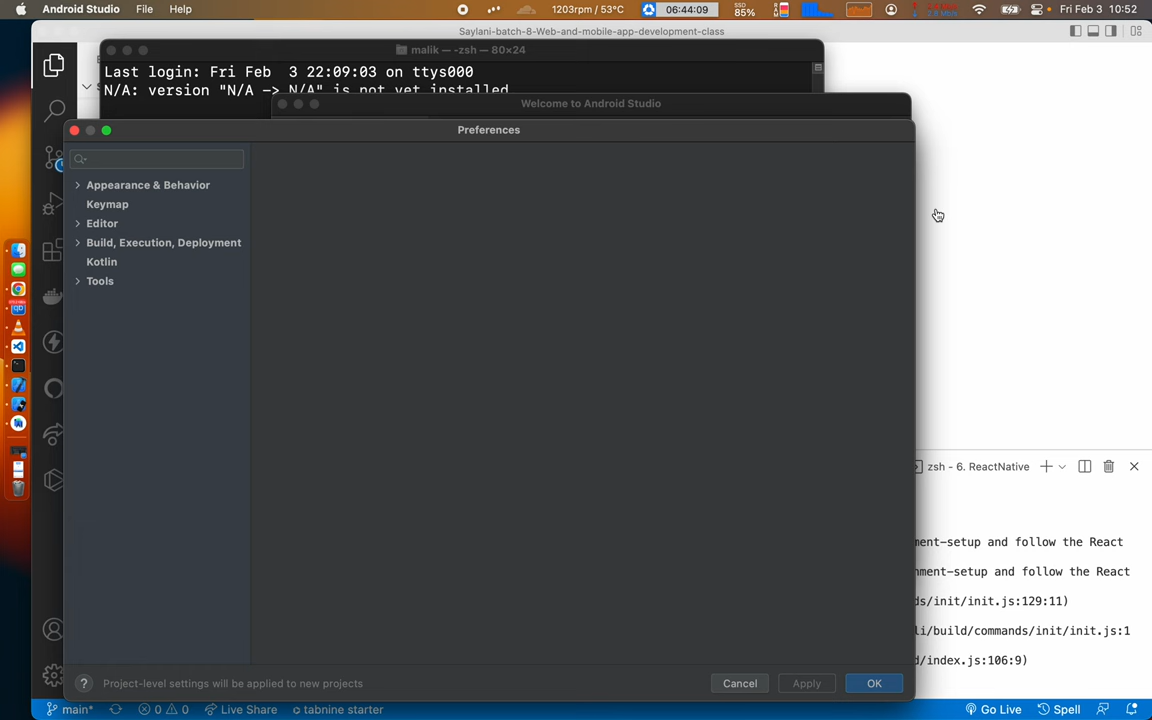 Android Studio File Help 1203rpm / 53°C 06:44:09 SSD 85% Fri Feb 3 10:52
Saylani-batch-8-Web-and-mobile-app-development-class
malik — -zsh — 80×24
Last login: Fri Feb 3 22:09:03 on ttys000
N/A: version "N/A -> N/A" is not yet installed
Welcome to Android Studio
Preferences
Appearance & Behavior
Keymap
Editor
Build, Execution, Deployment
Kotlin
Tools
zsh - 6. ReactNative
ment-setup and follow the React
nment-setup and follow the React
ds/init/init.js:129:11)
li/build/commands/init/init.js:1
d/index.js:106:9)
? Project-level settings will be applied to new projects
Cancel Apply OK
main* 0 0 Live Share tabnine starter Go Live Spell